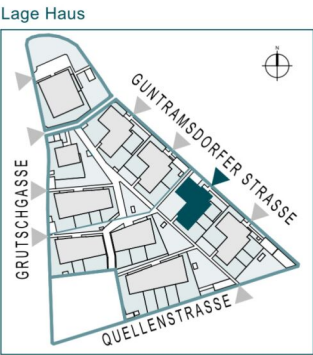 Lage Haus
N
GUNTRAMSDORFER STRASSE
GRUTSCHGASSE
QUELLENSTRASSE